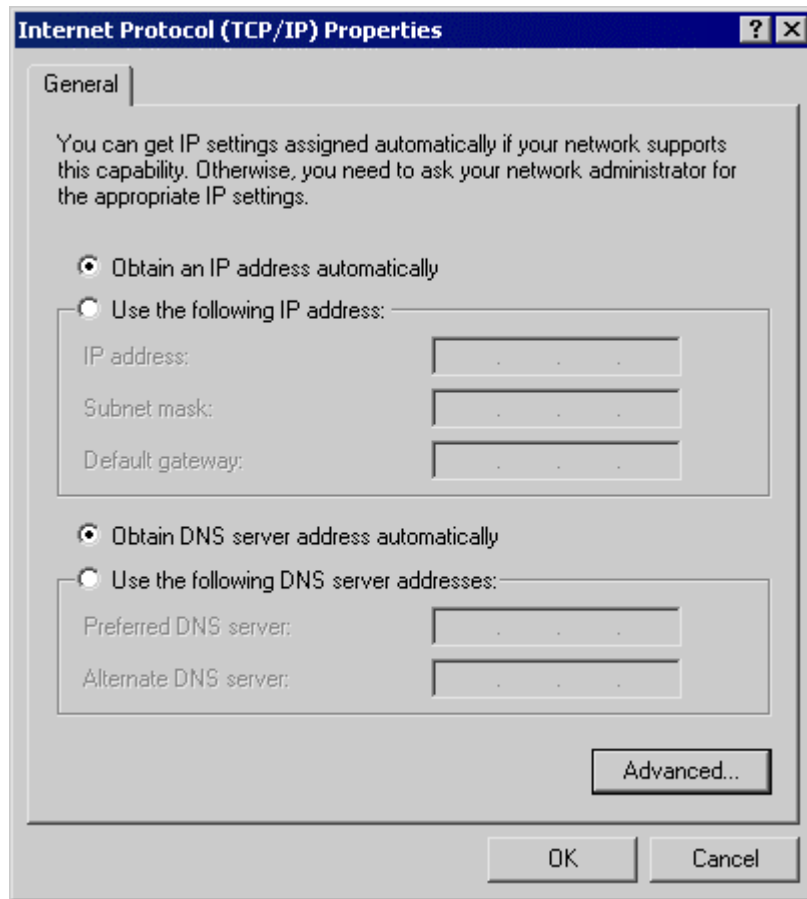 Internet Protocol (TCP/IP) Properties
General
You can get IP settings assigned automatically if your network supports
this capability. Otherwise, you need to ask your network administrator for
the appropriate IP settings.
Obtain an IP address automatically
Use the following IP address:
IP address:
Subnet mask:
Default gateway:
Obtain DNS server address automatically
Use the following DNS server addresses:
Preferred DNS server:
Alternate DNS server:
Advanced...
OK Cancel